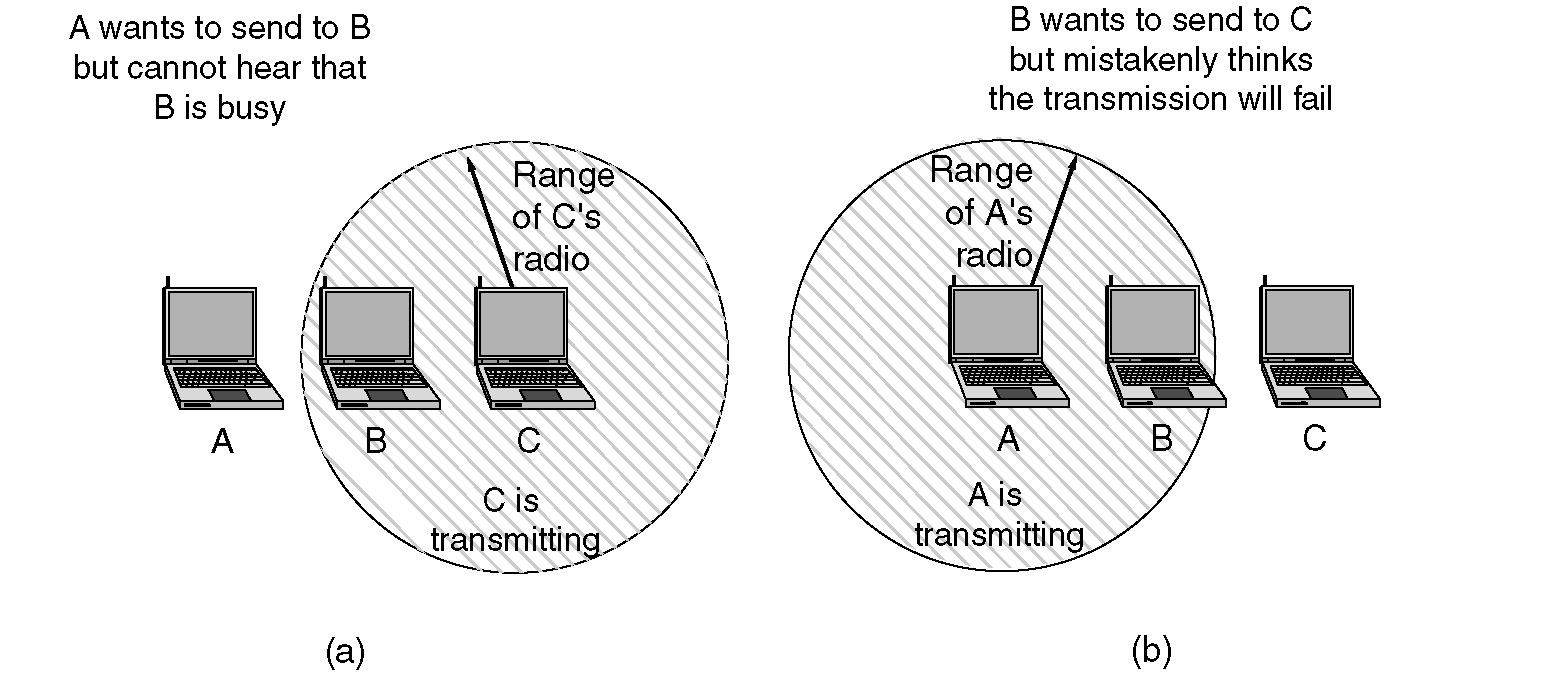 A wants to send to B
but cannot hear that
B is busy
Range
of C's
radio
A
B
C
C is
transmitting
(a)
B wants to send to C
but mistakenly thinks
the transmission will fail
Range
of A's
radio
A
B
C
A is
transmitting
(b)